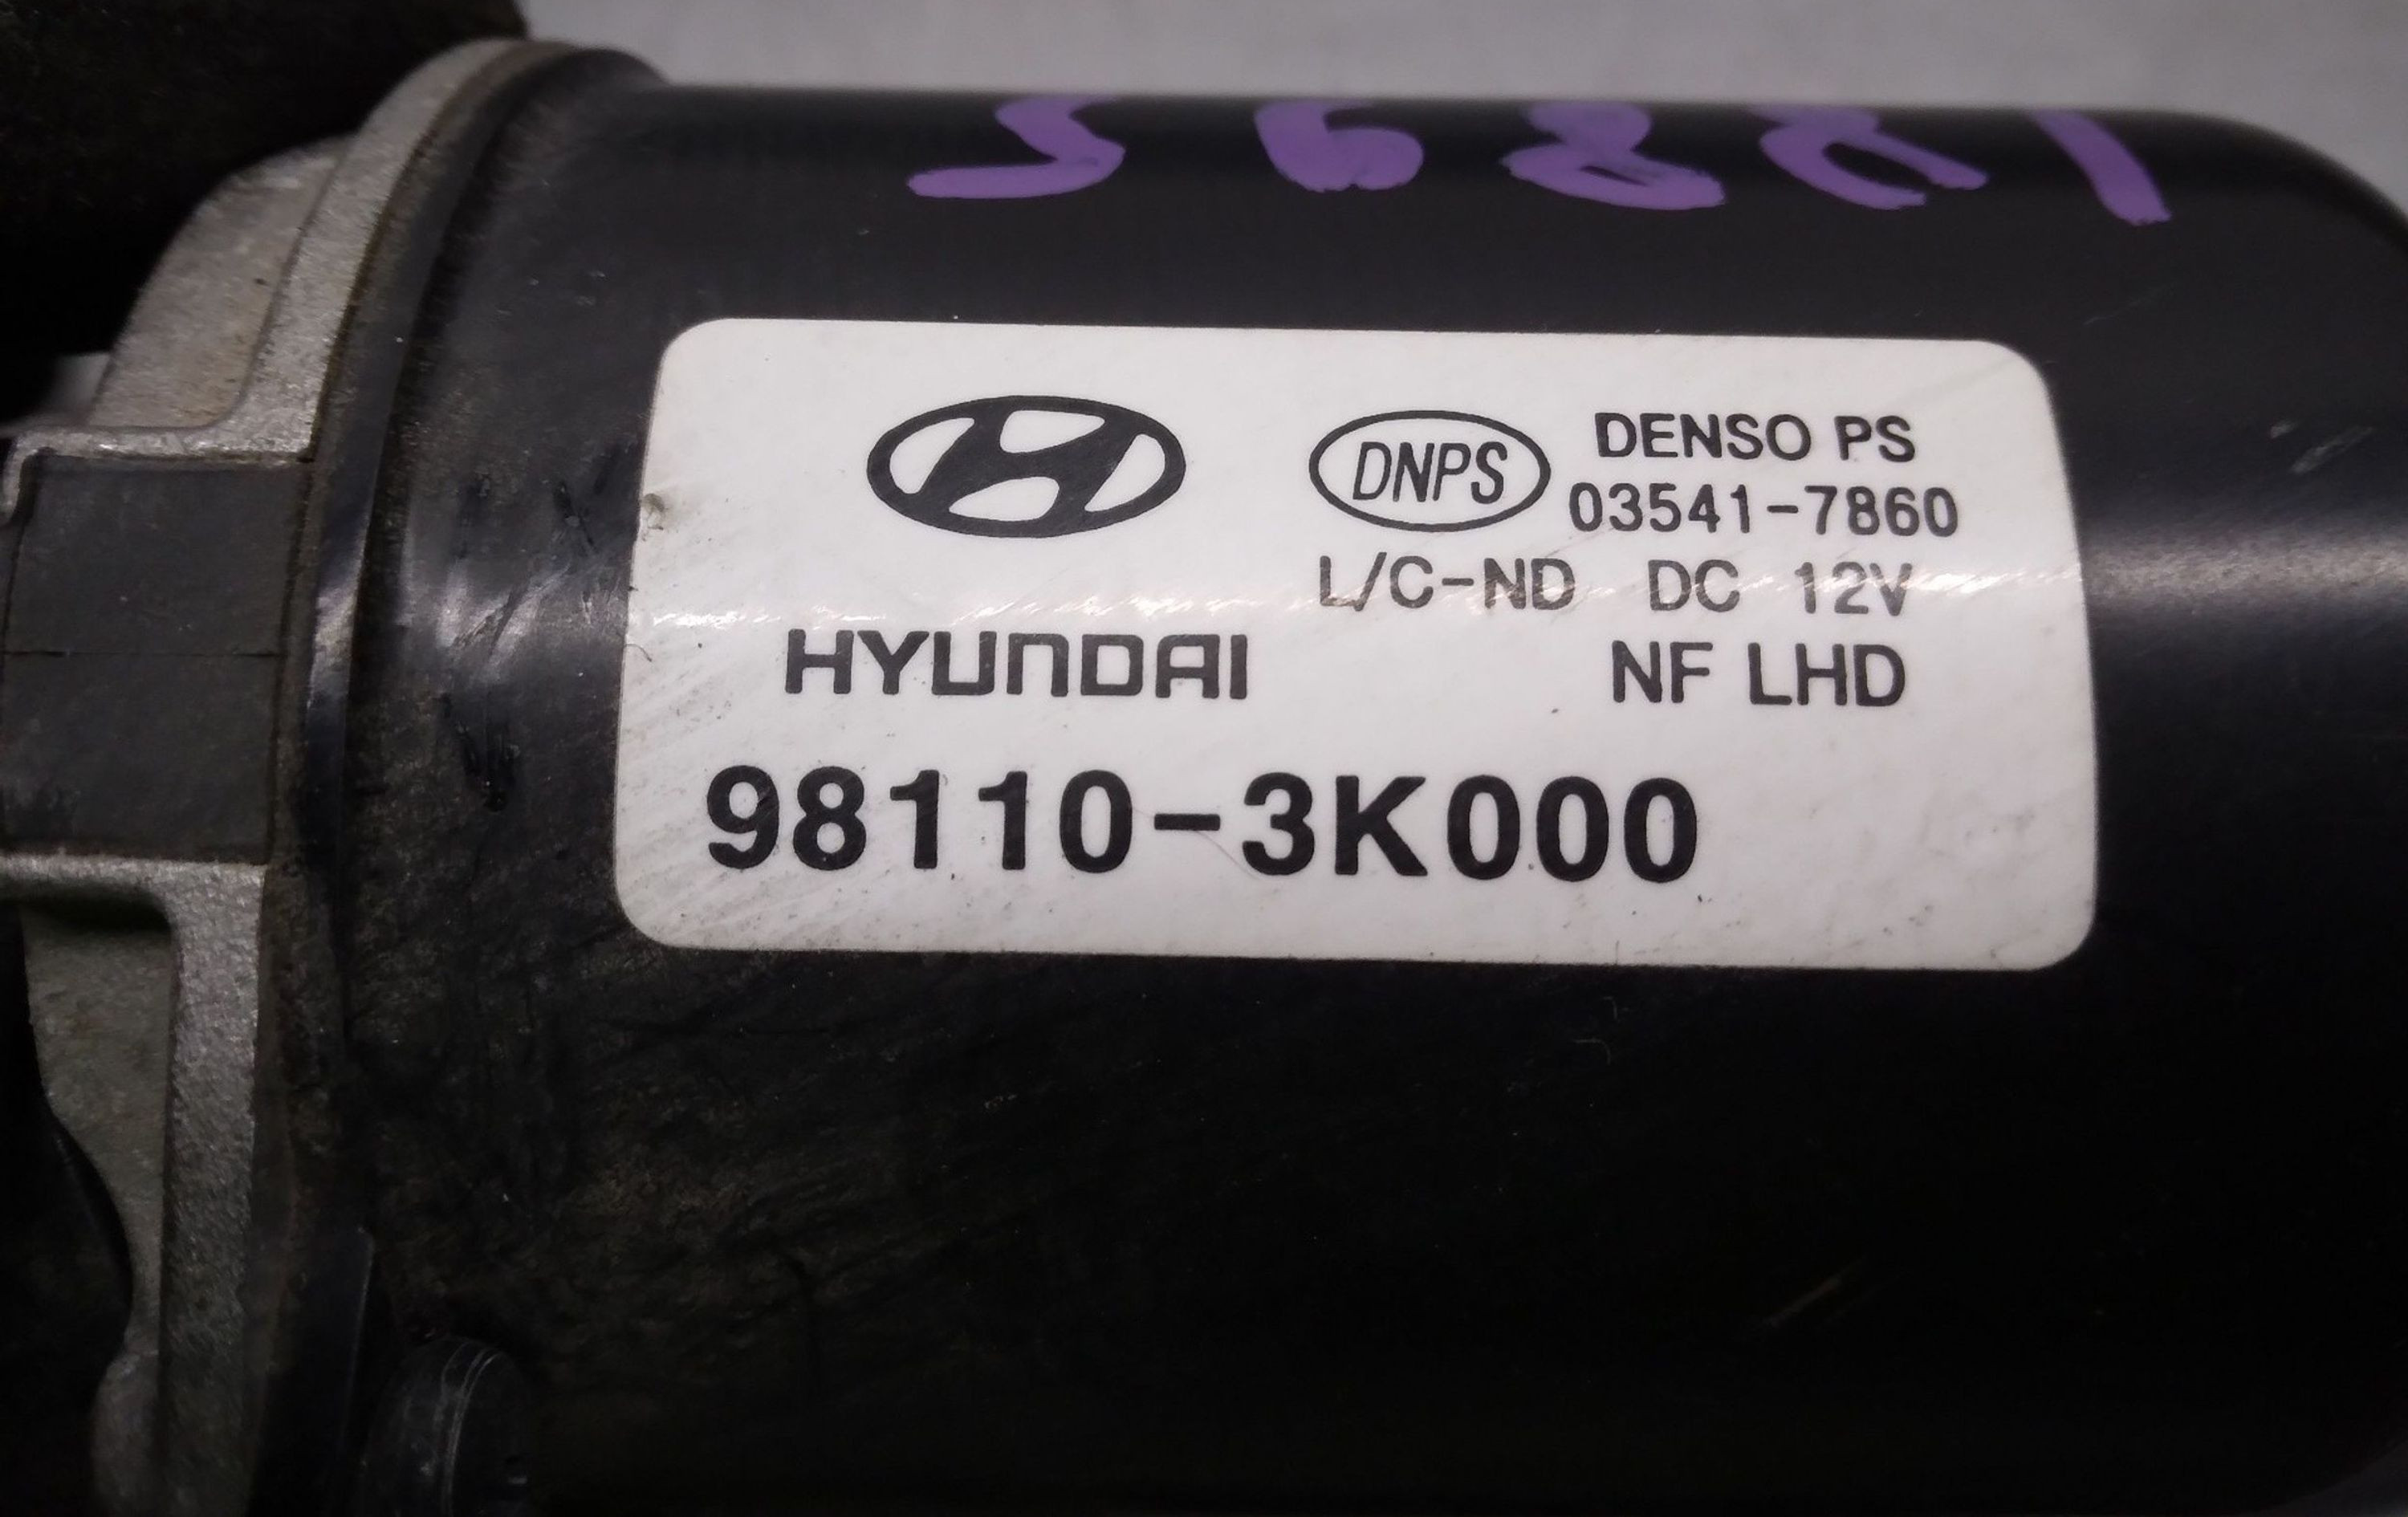 DNPS
DENSO PS
03541-7860
L/C-ND DC 12V
HYUNDAI
NF LHD
98110-3K000